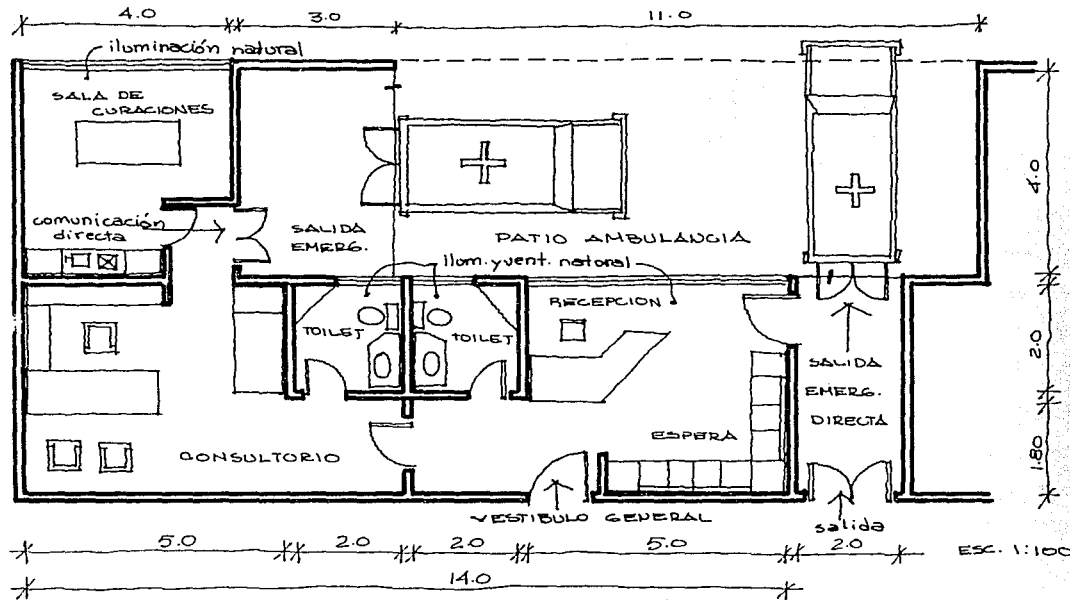 4.0
3.0
11.0
iluminación natural
SALA DE
CURACIONES
comunicación
directa
SALIDA
EMERG.
PATIO AMBULANCIA
4.0
ilum.yvent. natural
TOILET
TOILET
RECEPCION
SALIDA
EMERG.
DIRECTA
2.0
CONSULTORIO
ESPERA
1.80
VESTIBULO GENERAL
salida
5.0
2.0
2.0
5.0
2.0
ESC. 1:100
14.0